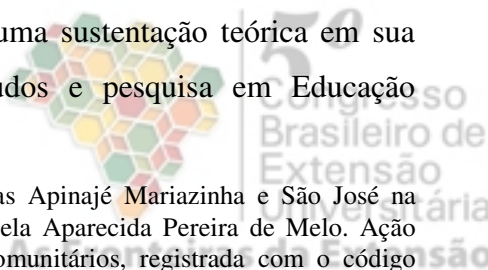 uma sustentação teórica em sua
udos e pesquisa em Educação
5º
Congresso
Brasileiro de
Extensão
Universitária
as Apinajé Mariazinha e São José na
ela Aparecida Pereira de Melo. Ação
omunitários, registrada com o código